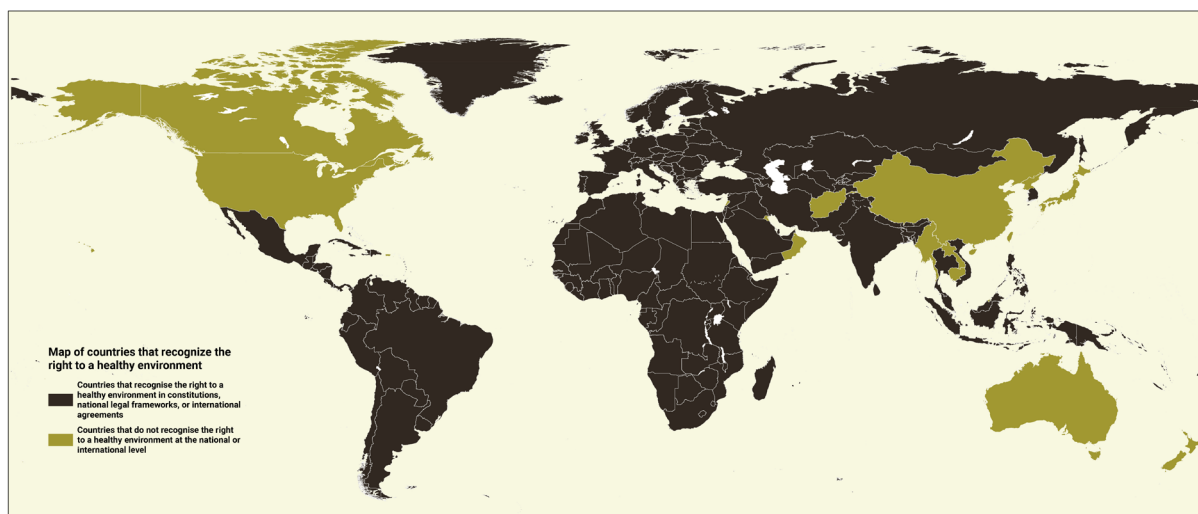 Map of countries that recognize the
right to a healthy environment
Countries that recognise the right to a
healthy environment in constitutions,
national legal frameworks, or international
agreements
Countries that do not recognise the right
to a healthy environment at the national or
international level